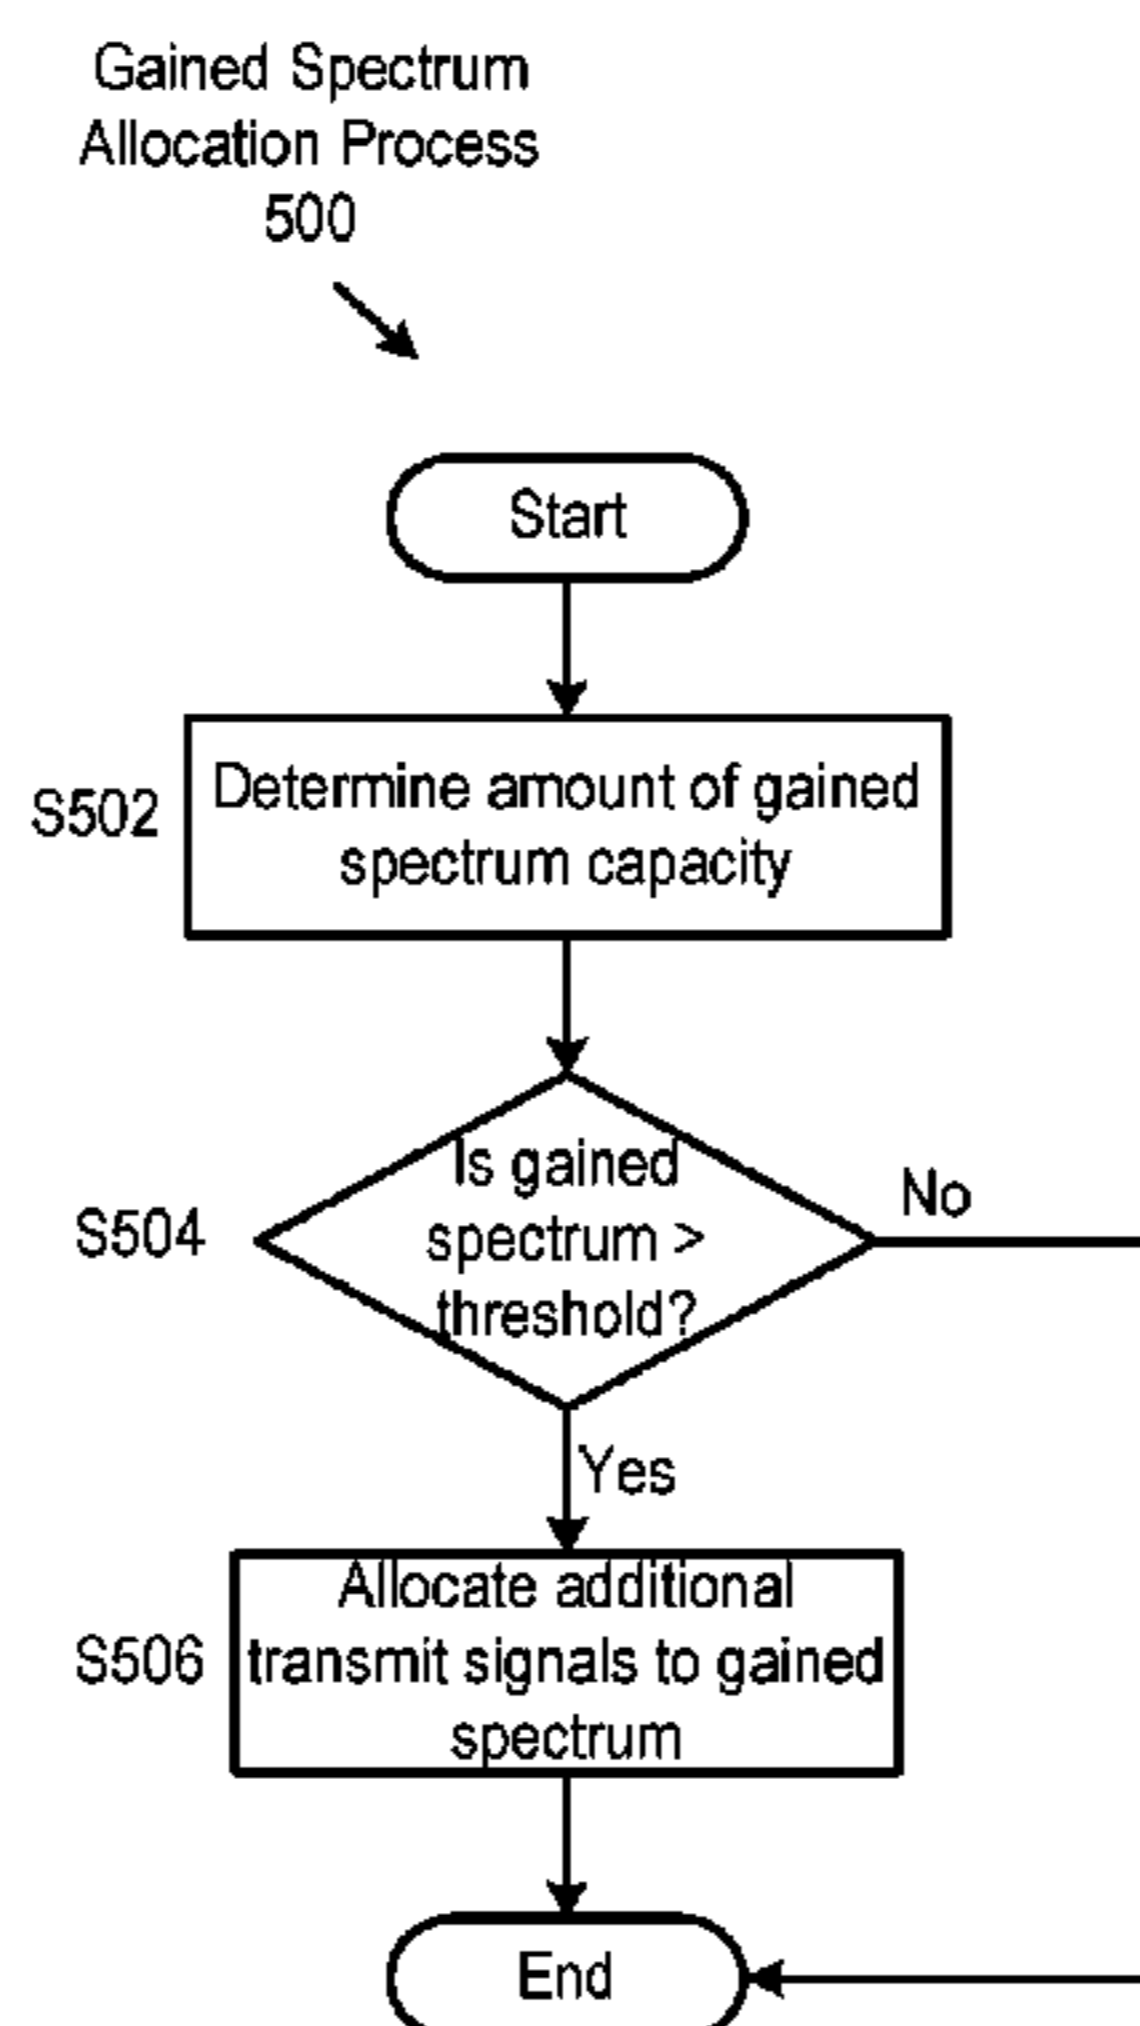 Gained Spectrum
Allocation Process
500
Start
S502
Determine amount of gained
spectrum capacity
S504
Is gained
spectrum >
threshold?
No
Yes
S506
Allocate additional
transmit signals to gained
spectrum
End